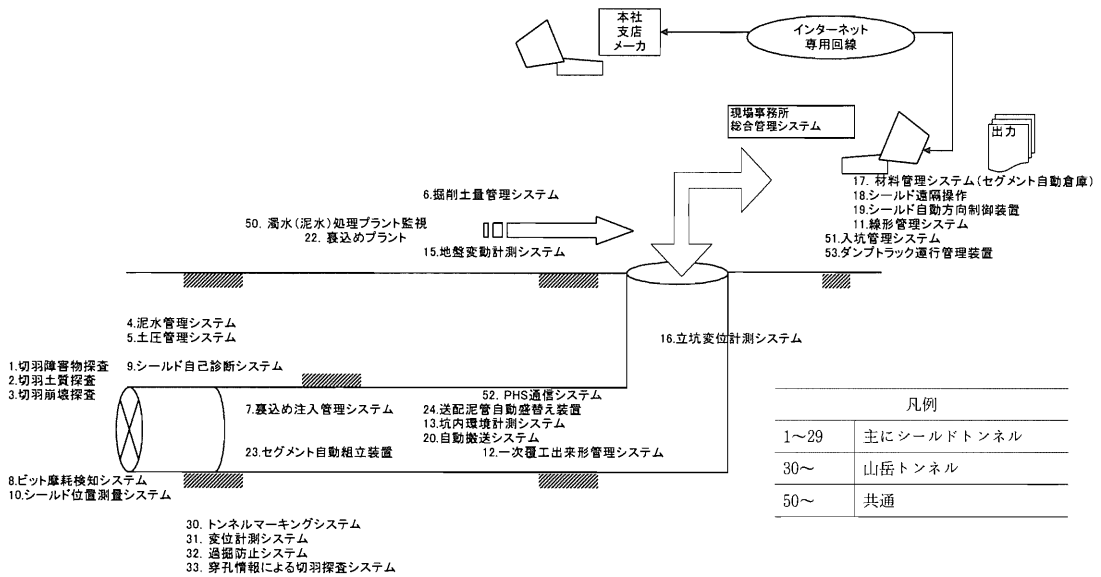 本社
支店
メーカ
インターネット
専用回線
現場事務所
総合管理システム
出力
6.掘削土量管理システム
50. 濁水(泥水)処理プラント監視
22. 裏込めプラント
15.地盤変動計測システム
17. 材料管理システム(セグメント自動倉庫)
18.シールド遠隔操作
19.シールド自動方向制御装置
11.線形管理システム
51.入坑管理システム
53.ダンプトラック運行管理装置
4.泥水管理システム
5.土圧管理システム
16.立坑変位計測システム
1.切羽障害物探査
2.切羽土質探査
3.切羽崩壊探査
9.シールド自己診断システム
7.裏込め注入管理システム
23.セグメント自動組立装置
52. PHS通信システム
24.送配泥管自動盛替え装置
13.坑内環境計測システム
20.自動搬送システム
12.一次覆工出来形管理システム
8.ビット摩耗検知システム
10.シールド位置測量システム
30. トンネルマーキングシステム
31. 変位計測システム
32. 過掘防止システム
33. 穿孔情報による切羽探査システム
凡例
1~29 主にシールドトンネル
30~ 山岳トンネル
50~ 共通